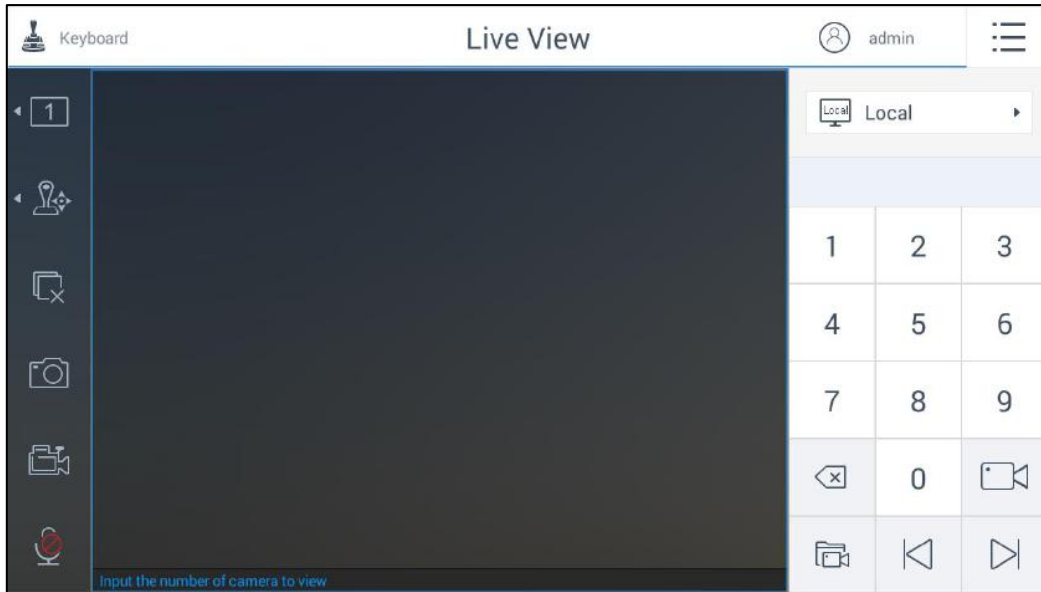 Keyboard
Live View
admin
1
Local
Local
1 2 3
4 5 6
7 8 9
0
Input the number of camera to view